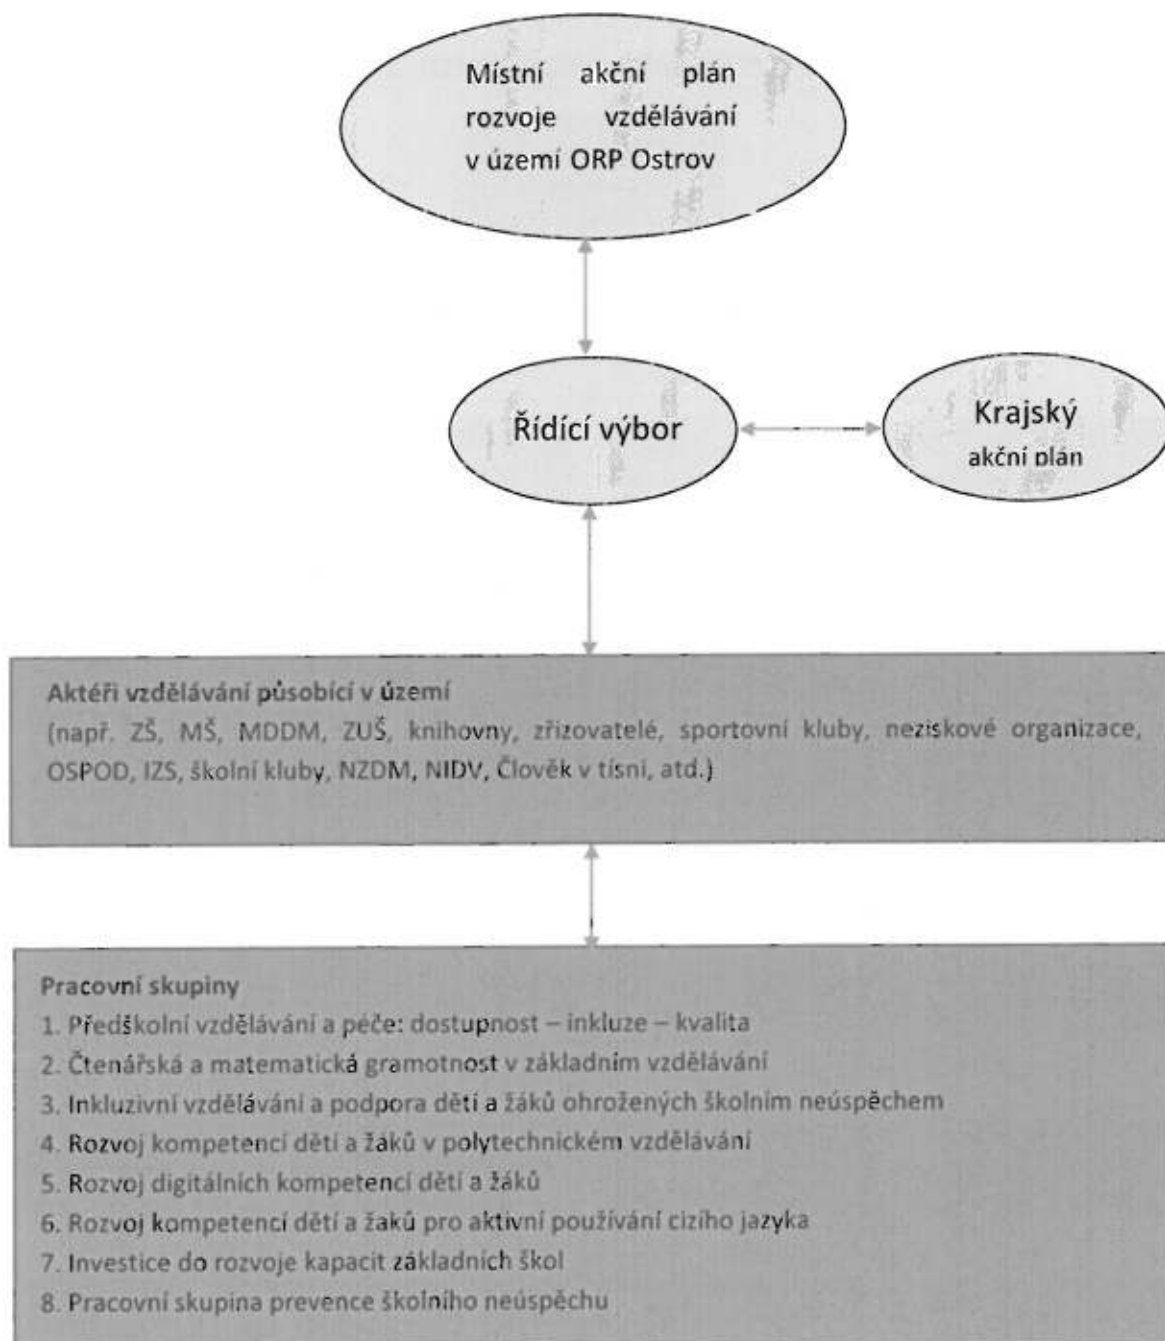 Místní akční plán
rozvoje vzdělávání
v území ORP Ostrov
Řídící výbor
Krajský
akční plán
Aktéři vzdělávání působící v území
(např. ZŠ, MŠ, MDDM, ZUŠ, knihovny, zřizovatelé, sportovní kluby, neziskové organizace,
OSPOD, IZS, školní kluby, NZDM, NIDV, Člověk v tísni, atd.)
Pracovní skupiny
1. Předškolní vzdělávání a péče: dostupnost – inkluze – kvalita
2. Čtenářská a matematická gramotnost v základním vzdělávání
3. Inkluzivní vzdělávání a podpora dětí a žáků ohrožených školním neúspěchem
4. Rozvoj kompetencí dětí a žáků v polytechnickém vzdělávání
5. Rozvoj digitálních kompetencí dětí a žáků
6. Rozvoj kompetencí dětí a žaků pro aktivní používání cizího jazyka
7. Investice do rozvoje kapacit základních škol
8. Pracovní skupina prevence školního neúspěchu